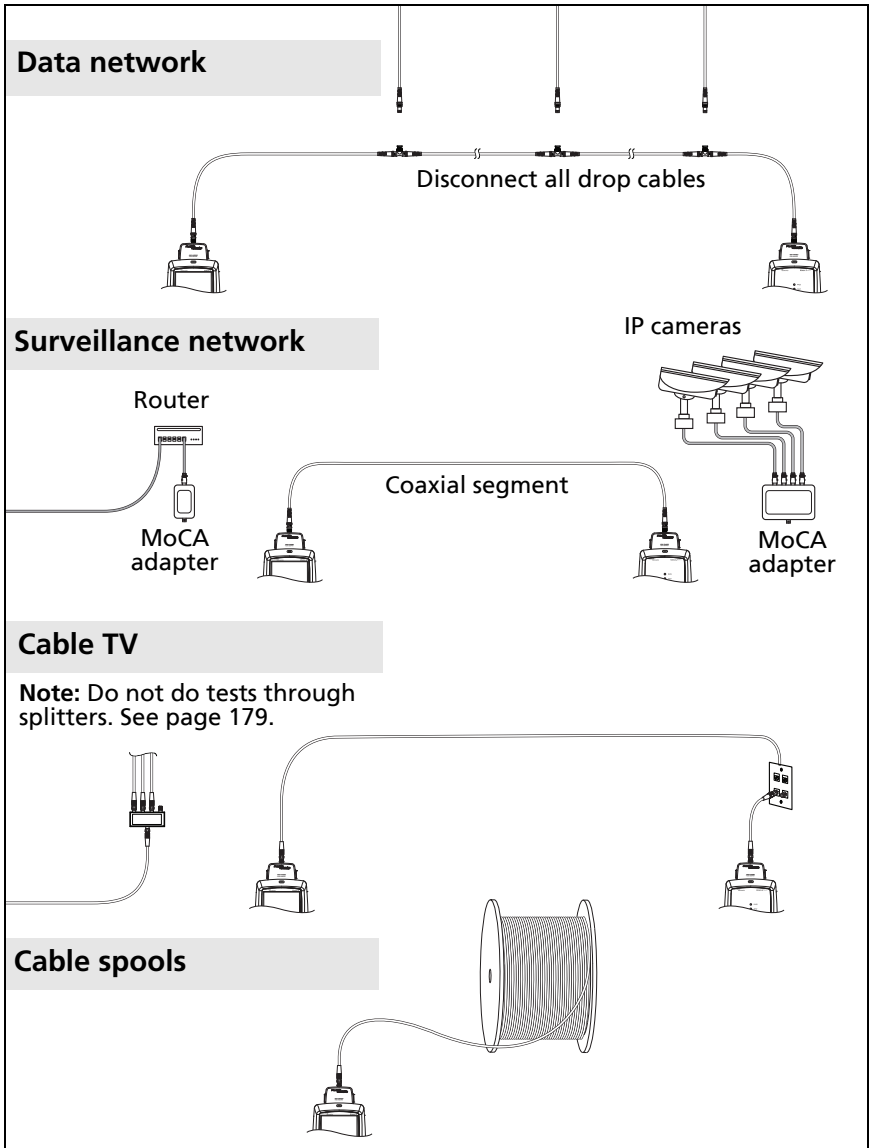 Data network
Disconnect all drop cables
Surveillance network
IP cameras
Router
Coaxial segment
MoCA
adapter
MoCA
adapter
Cable TV
Note: Do not do tests through
splitters. See page 179.
Cable spools